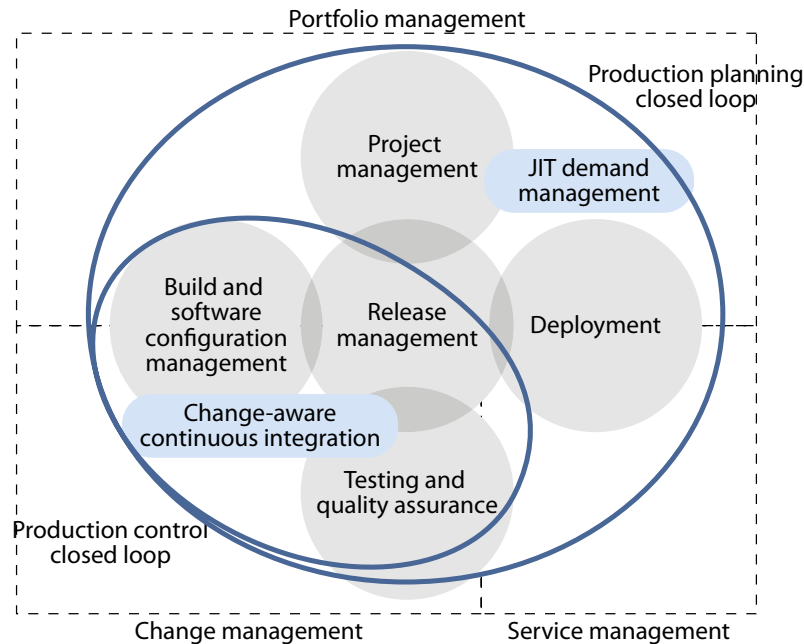 Portfolio management
Production planning
closed loop
Project
management
JIT demand
management
Build and
software
configuration
management
Release
management
Deployment
Change-aware
continuous integration
Testing and
quality assurance
Production control
closed loop
Change management
Service management